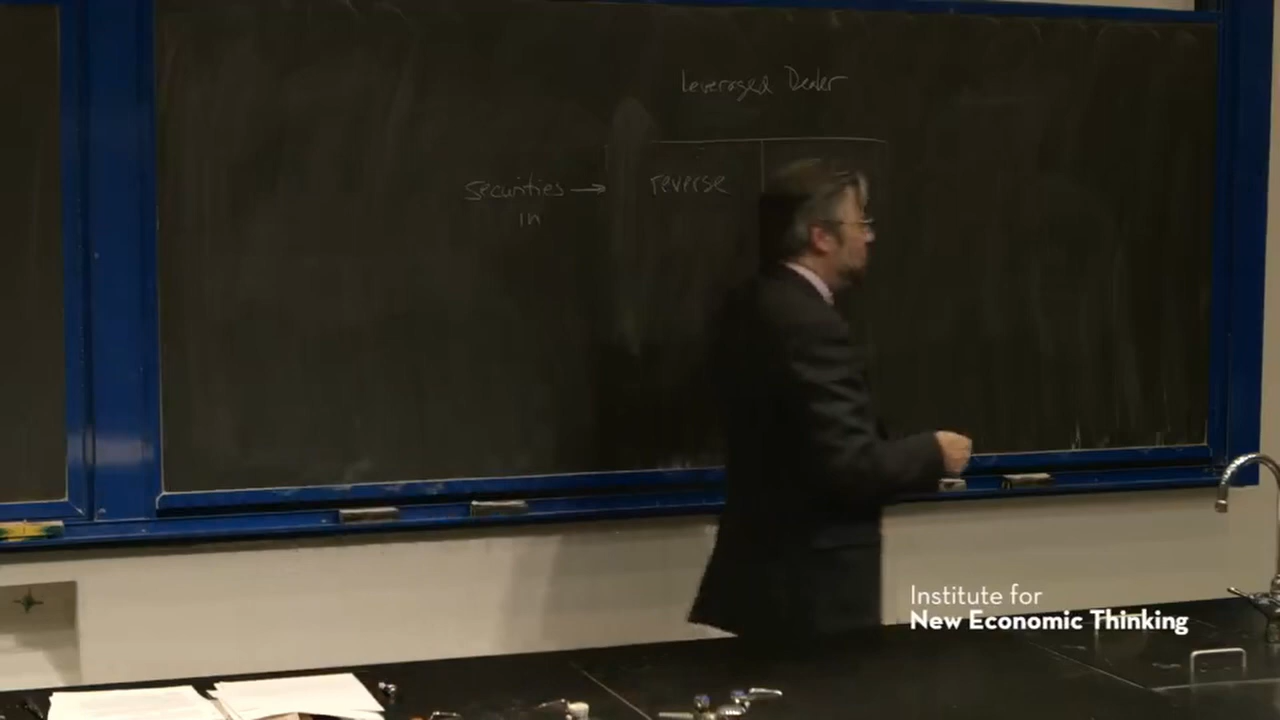 Leveraged Dealer
securities → reverse
in
Institute for
New Economic Thinking